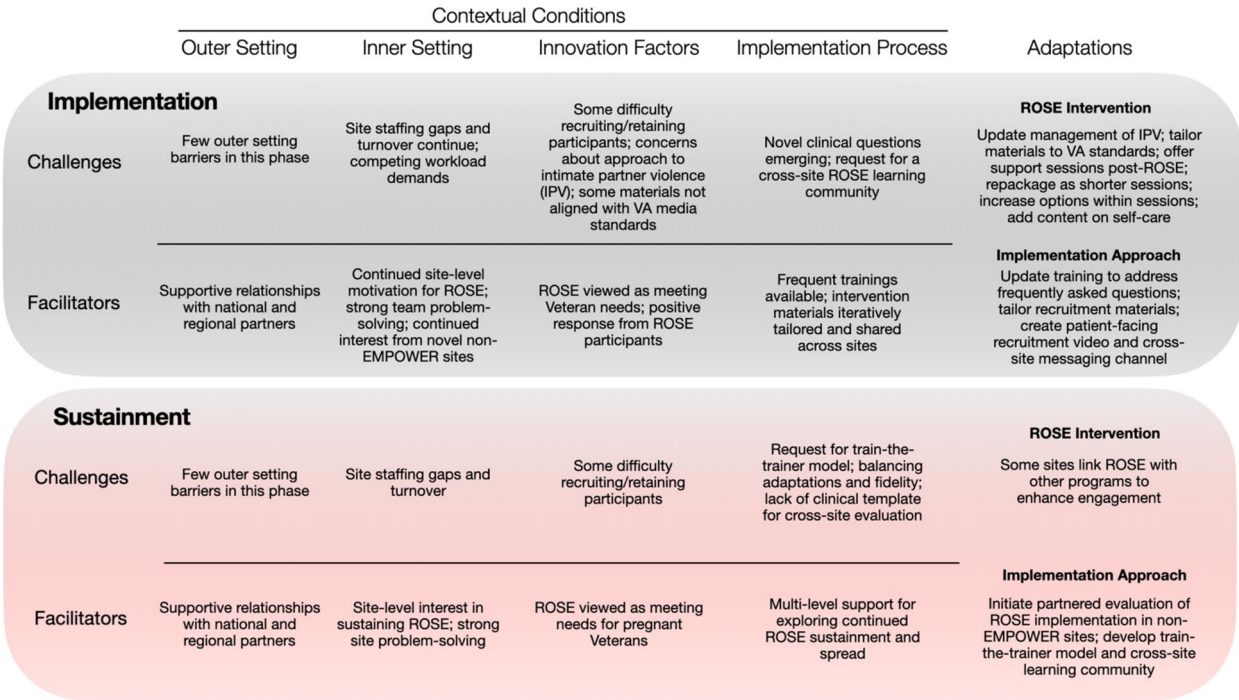 Contextual Conditions
Outer Setting
Inner Setting
Innovation Factors
Implementation Process
Adaptations
Implementation
Challenges
Few outer setting
barriers in this phase
Site staffing gaps and
turnover continue;
competing workload
demands
Some difficulty
recruiting/retaining
participants; concerns
about approach to
intimate partner violence
(IPV); some materials not
aligned with VA media
standards
Novel clinical questions
emerging; request for a
cross-site ROSE learning
community
ROSE Intervention
Update management of IPV; tailor
materials to VA standards; offer
support sessions post-ROSE;
repackage as shorter sessions;
increase options within sessions;
add content on self-care
Facilitators
Supportive relationships
with national and
regional partners
Continued site-level
motivation for ROSE;
strong team problem-
solving; continued
interest from novel non-
EMPOWER sites
ROSE viewed as meeting
Veteran needs; positive
response from ROSE
participants
Frequent trainings
available; intervention
materials iteratively
tailored and shared
across sites
Implementation Approach
Update training to address
frequently asked questions;
tailor recruitment materials;
create patient-facing
recruitment video and cross-
site messaging channel
Sustainment
Challenges
Few outer setting
barriers in this phase
Site staffing gaps and
turnover
Some difficulty
recruiting/retaining
participants
Request for train-the-
trainer model; balancing
adaptations and fidelity;
lack of clinical template
for cross-site evaluation
ROSE Intervention
Some sites link ROSE with
other programs to
enhance engagement
Facilitators
Supportive relationships
with national and
regional partners
Site-level interest in
sustaining ROSE; strong
site problem-solving
ROSE viewed as meeting
needs for pregnant
Veterans
Multi-level support for
exploring continued
ROSE sustainment and
spread
Implementation Approach
Initiate partnered evaluation of
ROSE implementation in non-
EMPOWER sites; develop train-
the-trainer model and cross-site
learning community